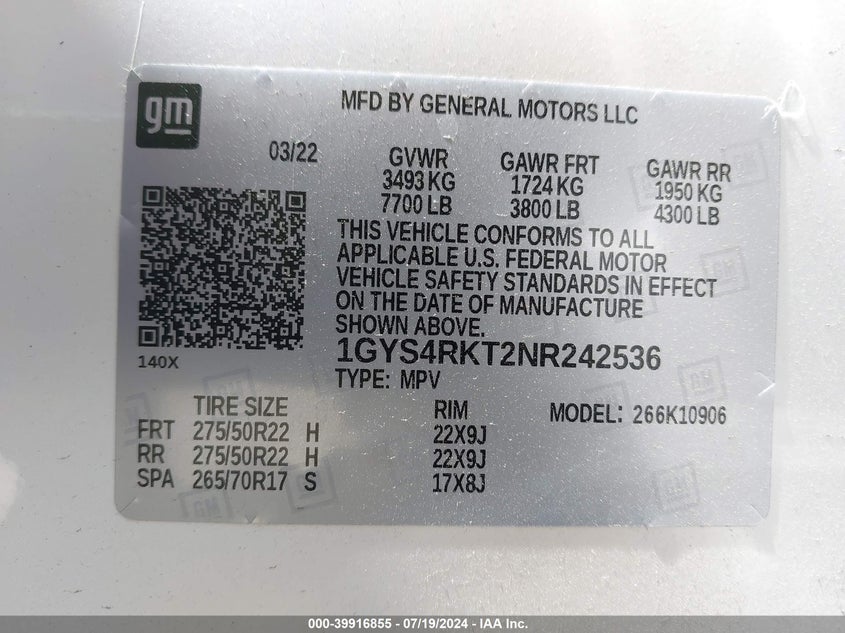 gm
MFD BY GENERAL MOTORS LLC
03/22
GVWR GAWR FRT GAWR RR
3493 KG 1724 KG 1950 KG
7700 LB 3800 LB 4300 LB
THIS VEHICLE CONFORMS TO ALL
APPLICABLE U.S. FEDERAL MOTOR
VEHICLE SAFETY STANDARDS IN EFFECT
ON THE DATE OF MANUFACTURE
SHOWN ABOVE.
1GYS4RKT2NR242536
140X
TYPE: MPV
TIRE SIZE RIM MODEL: 266K10906
FRT 275/50R22 H 22X9J
RR 275/50R22 H 22X9J
SPA 265/70R17 S 17X8J
000-39916855 - 07/19/2024 - IAA Inc.